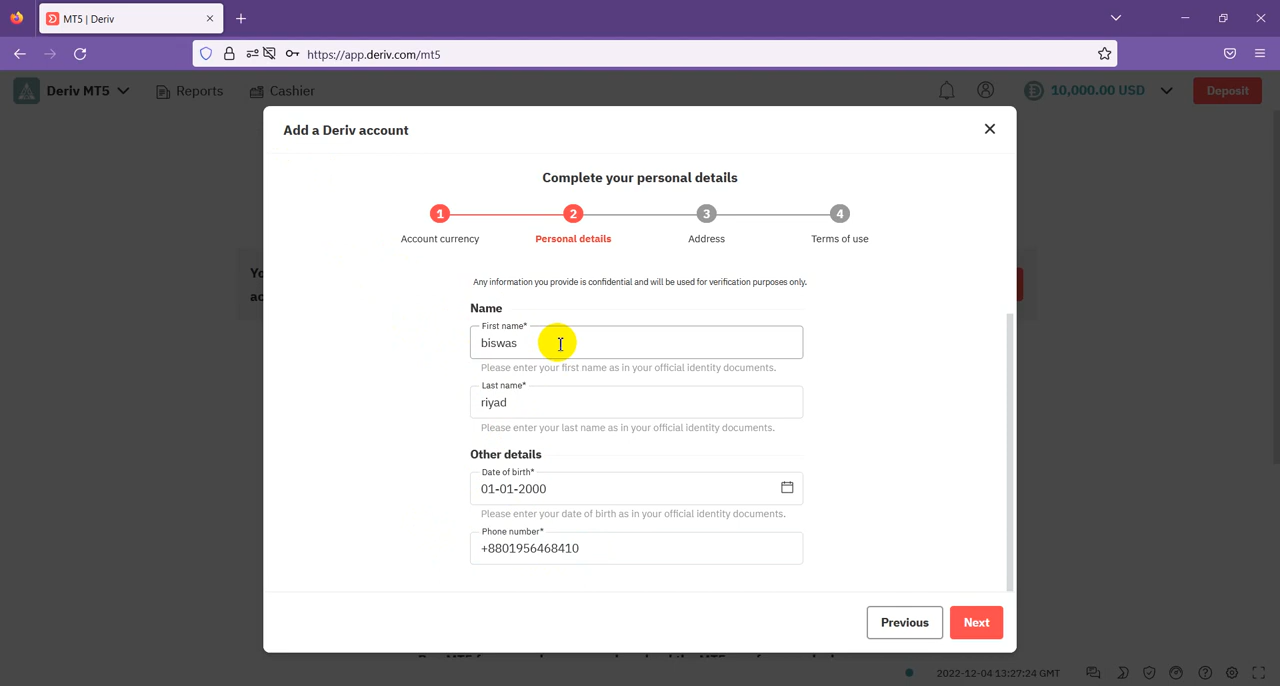 MT5 | Deriv
https://app.deriv.com/mt5
Deriv MT5
Reports
Cashier
10,000.00 USD
Deposit
Add a Deriv account
Complete your personal details
1
2
3
4
Account currency
Personal details
Address
Terms of use
Any information you provide is confidential and will be used for verification purposes only.
Name
First name*
biswas
Please enter your first name as in your official identity documents.
Last name*
riyad
Please enter your last name as in your official identity documents.
Other details
Date of birth*
01-01-2000
Please enter your date of birth as in your official identity documents.
Phone number*
+8801956468410
Previous
Next
2022-12-04 13:27:24 GMT